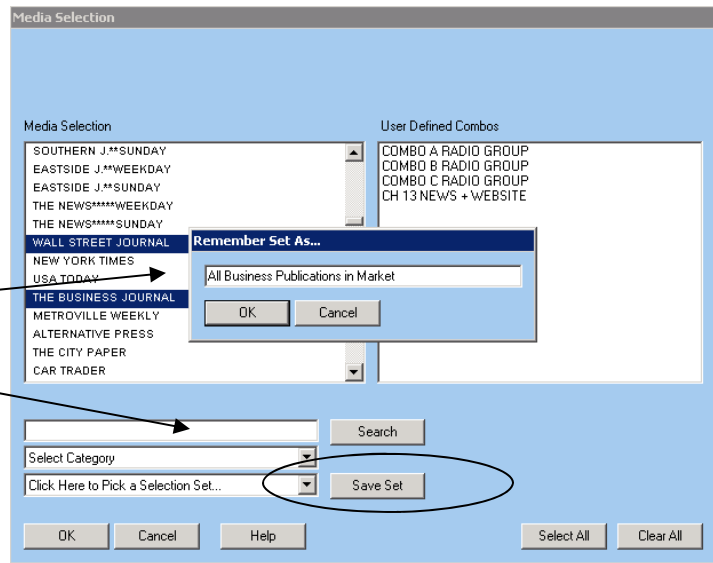 Media Selection
Media Selection
User Defined Combos
SOUTHERN J.**SUNDAY
EASTSIDE J.**WEEKDAY
EASTSIDE J.**SUNDAY
THE NEWS*****WEEKDAY
THE NEWS*****SUNDAY
WALL STREET JOURNAL
NEW YORK TIMES
USA TODAY
THE BUSINESS JOURNAL
METROVILLE WEEKLY
ALTERNATIVE PRESS
THE CITY PAPER
CAR TRADER
COMBO A RADIO GROUP
COMBO B RADIO GROUP
COMBO C RADIO GROUP
CH 13 NEWS + WEBSITE
Remember Set As...
All Business Publications in Market
OK Cancel
Search
Select Category
Click Here to Pick a Selection Set...
Save Set
OK Cancel Help Select All Clear All